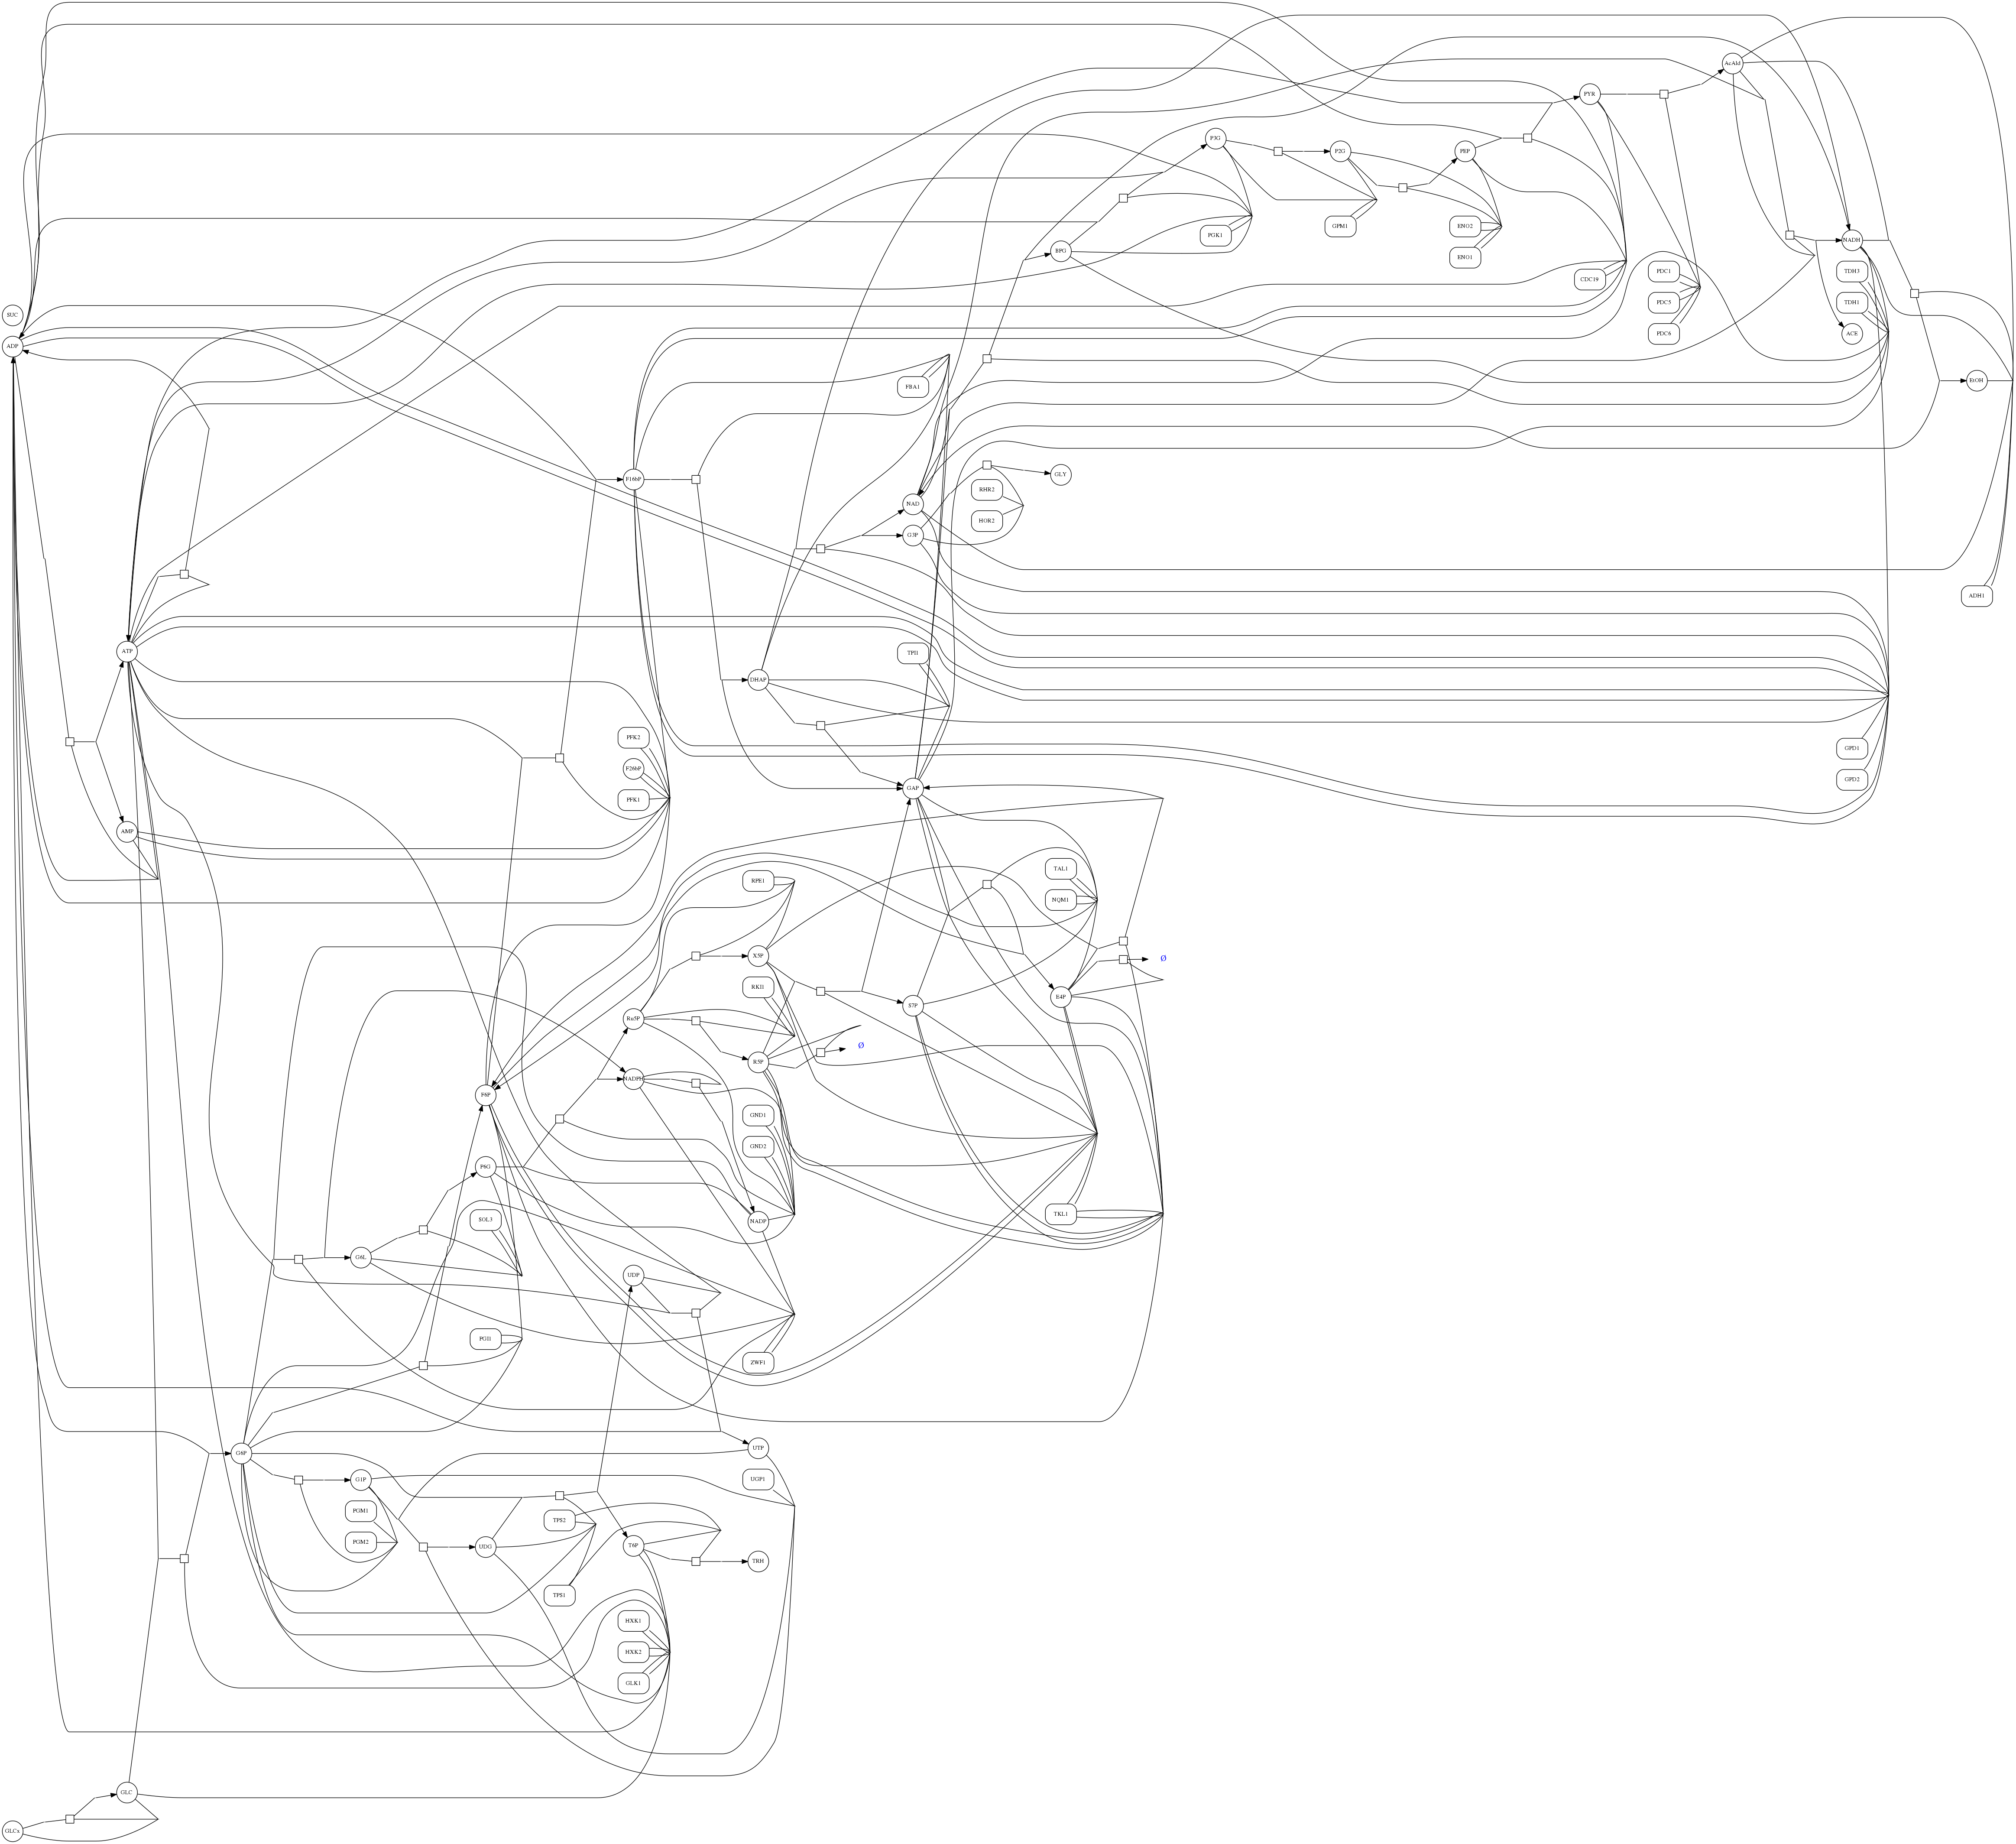 AcAld
PYR
P3G
P2G
PEP
GPM1
ENO2
ENO1
PGK1
BPG
NADH
CDC19
PDC1
PDC5
PDC6
TDH3
TDH1
ACE
SUC
ADP
FBA1
EtOH
F16bP
GLY
RHR2
HOR2
NAD
G3P
ADH1
ATP
TPI1
DHAP
PFK2
F26bP
PFK1
GPD1
GPD2
GAP
AMP
RPE1
TAL1
NQM1
X5P
Ø
RKI1
S7P
E4P
Ru5P
R5P
Ø
NADPH
F6P
GND1
GND2
P6G
TKL1
SOL3
NADP
G6L
UDP
PGI1
ZWF1
G6P
UTP
G1P
UGP1
PGM1
PGM2
TPS2
UDG
T6P
TRH
TPS1
HXK1
HXK2
GLK1
GLC
GLCx